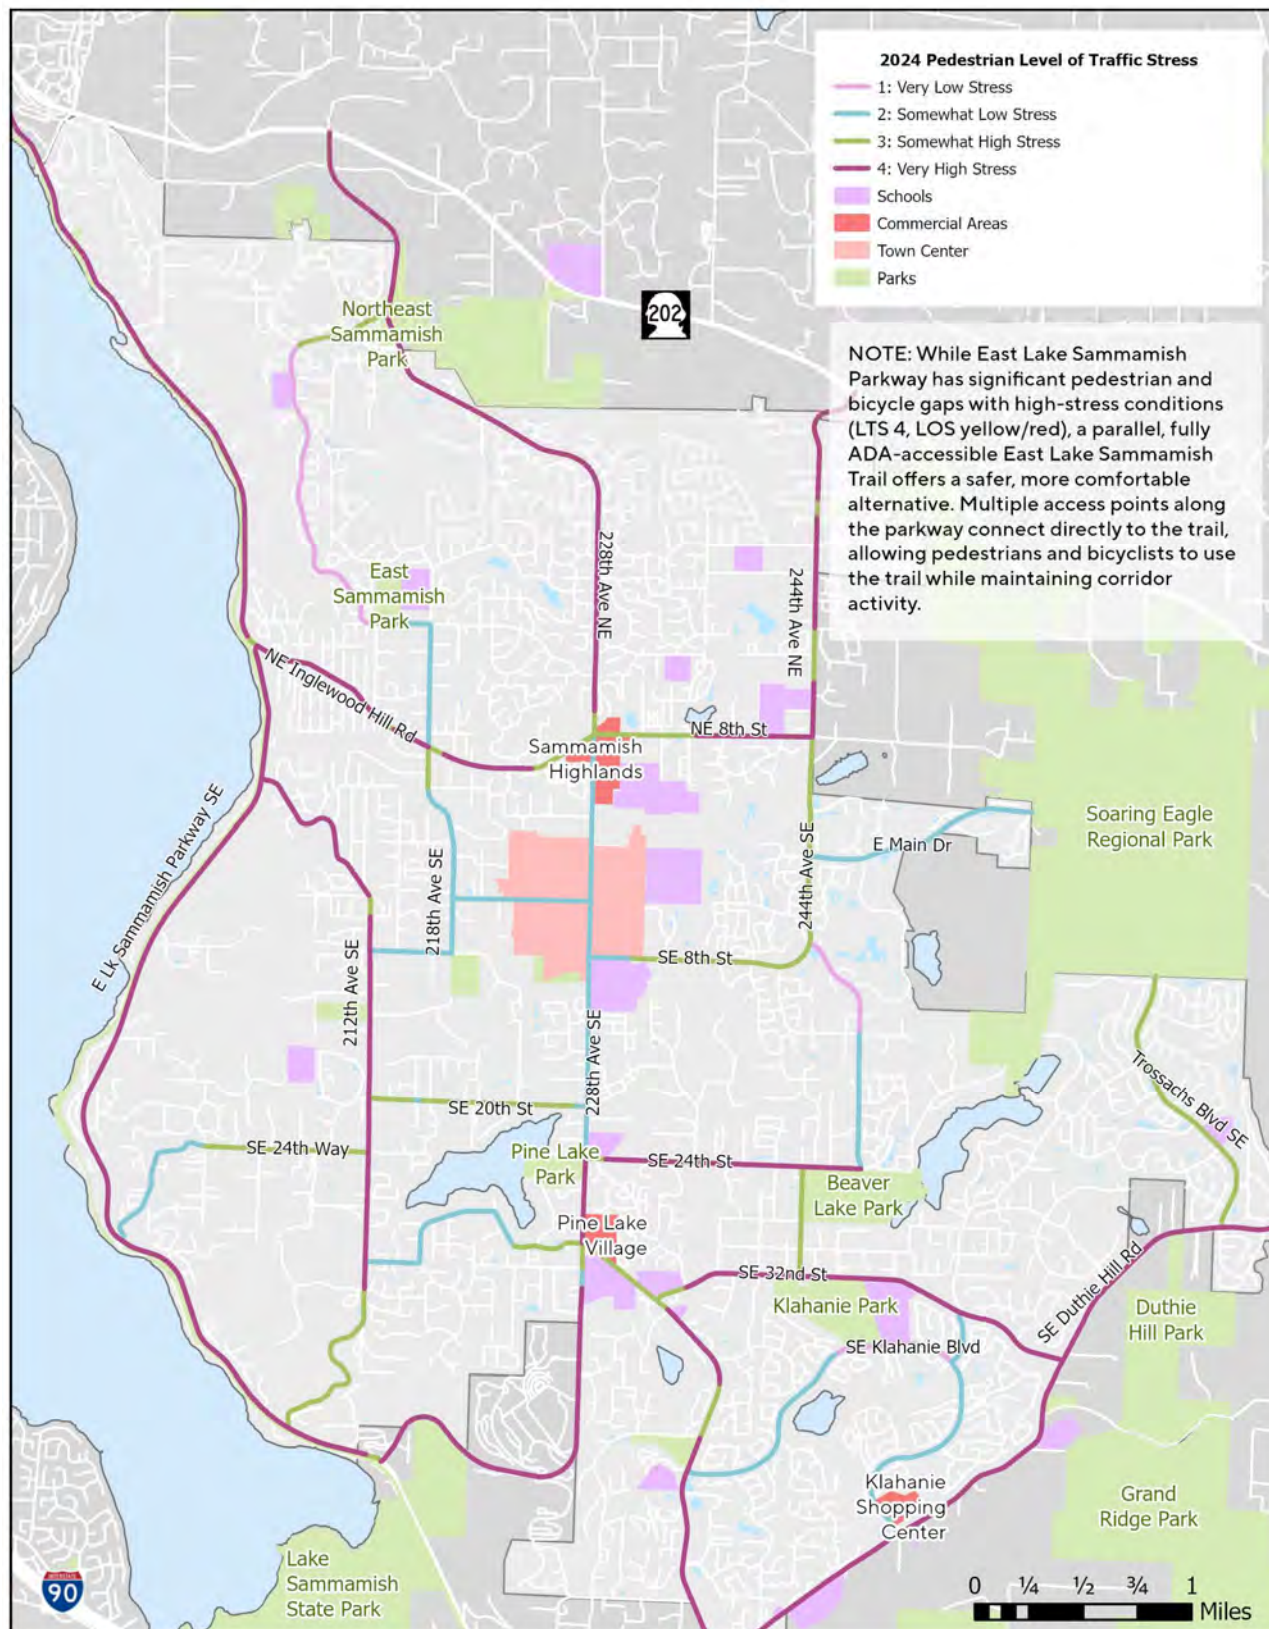 2024 Pedestrian Level of Traffic Stress
1: Very Low Stress
2: Somewhat Low Stress
3: Somewhat High Stress
4: Very High Stress
Schools
Commercial Areas
Town Center
Parks
202
NOTE: While East Lake Sammamish
Parkway has significant pedestrian and
bicycle gaps with high-stress conditions
(LTS 4, LOS yellow/red), a parallel, fully
ADA-accessible East Lake Sammamish
Trail offers a safer, more comfortable
alternative. Multiple access points along
the parkway connect directly to the trail,
allowing pedestrians and bicyclists to use
the trail while maintaining corridor
activity.
Northeast
Sammamish
Park
228th Ave NE
244th Ave NE
East
Sammamish
Park
NE Inglewood Hill Rd
NE 8th St
Sammamish
Highlands
E Lk Sammamish Parkway SE
Soaring Eagle
Regional Park
E Main Dr
244th Ave SE
218th Ave SE
SE 8th St
212th Ave SE
228th Ave SE
Trossachs Blvd SE
SE 20th St
SE 24th Way
Pine Lake
Park
SE 24th St
Beaver
Lake Park
Pine Lake
Village
SE 32nd St
SE Duthie Hill Rd
Klahanie Park
Duthie
Hill Park
SE Klahanie Blvd
Klahanie
Shopping
Center
Grand
Ridge Park
Lake
Sammamish
State Park
INTERSTATE
90
0 ¼ ½ ¾ 1
Miles